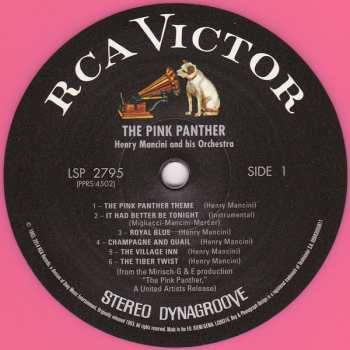 RCA VICTOR
THE PINK PANTHER
Henry Mancini and his Orchestra
LSP 2795
(PPRS-4502)
SIDE 1
1 - THE PINK PANTHER THEME (Henry Mancini)
2 - IT HAD BETTER BE TONIGHT (instrumental)
(Migliacci-Mancini-Mercer)
3 - ROYAL BLUE (Henry Mancini)
4 - CHAMPAGNE AND QUAIL (Henry Mancini)
5 - THE VILLAGE INN (Henry Mancini)
6 - THE TIBER TWIST (Henry Mancini)
(from the Mirisch-G & E production
"The Pink Panther,"
A United Artists Release)
STEREO DYNAGROOVE